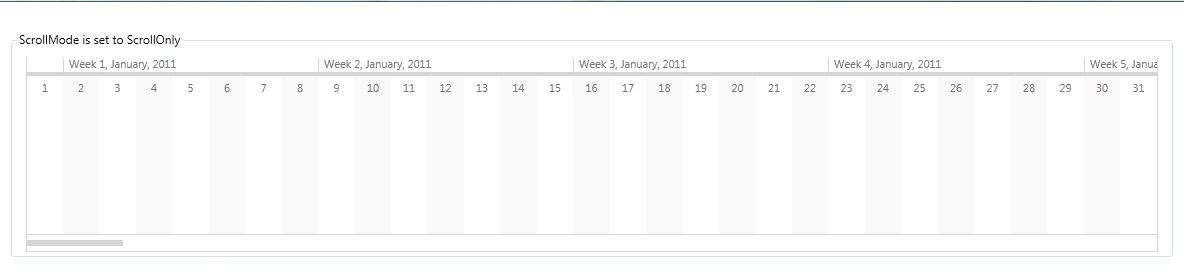 ScrollMode is set to ScrollOnly
Week 1, January, 2011 Week 2, January, 2011 Week 3, January, 2011 Week 4, January, 2011 Week 5, Janua
1 2 3 4 5 6 7 8 9 10 11 12 13 14 15 16 17 18 19 20 21 22 23 24 25 26 27 28 29 30 31